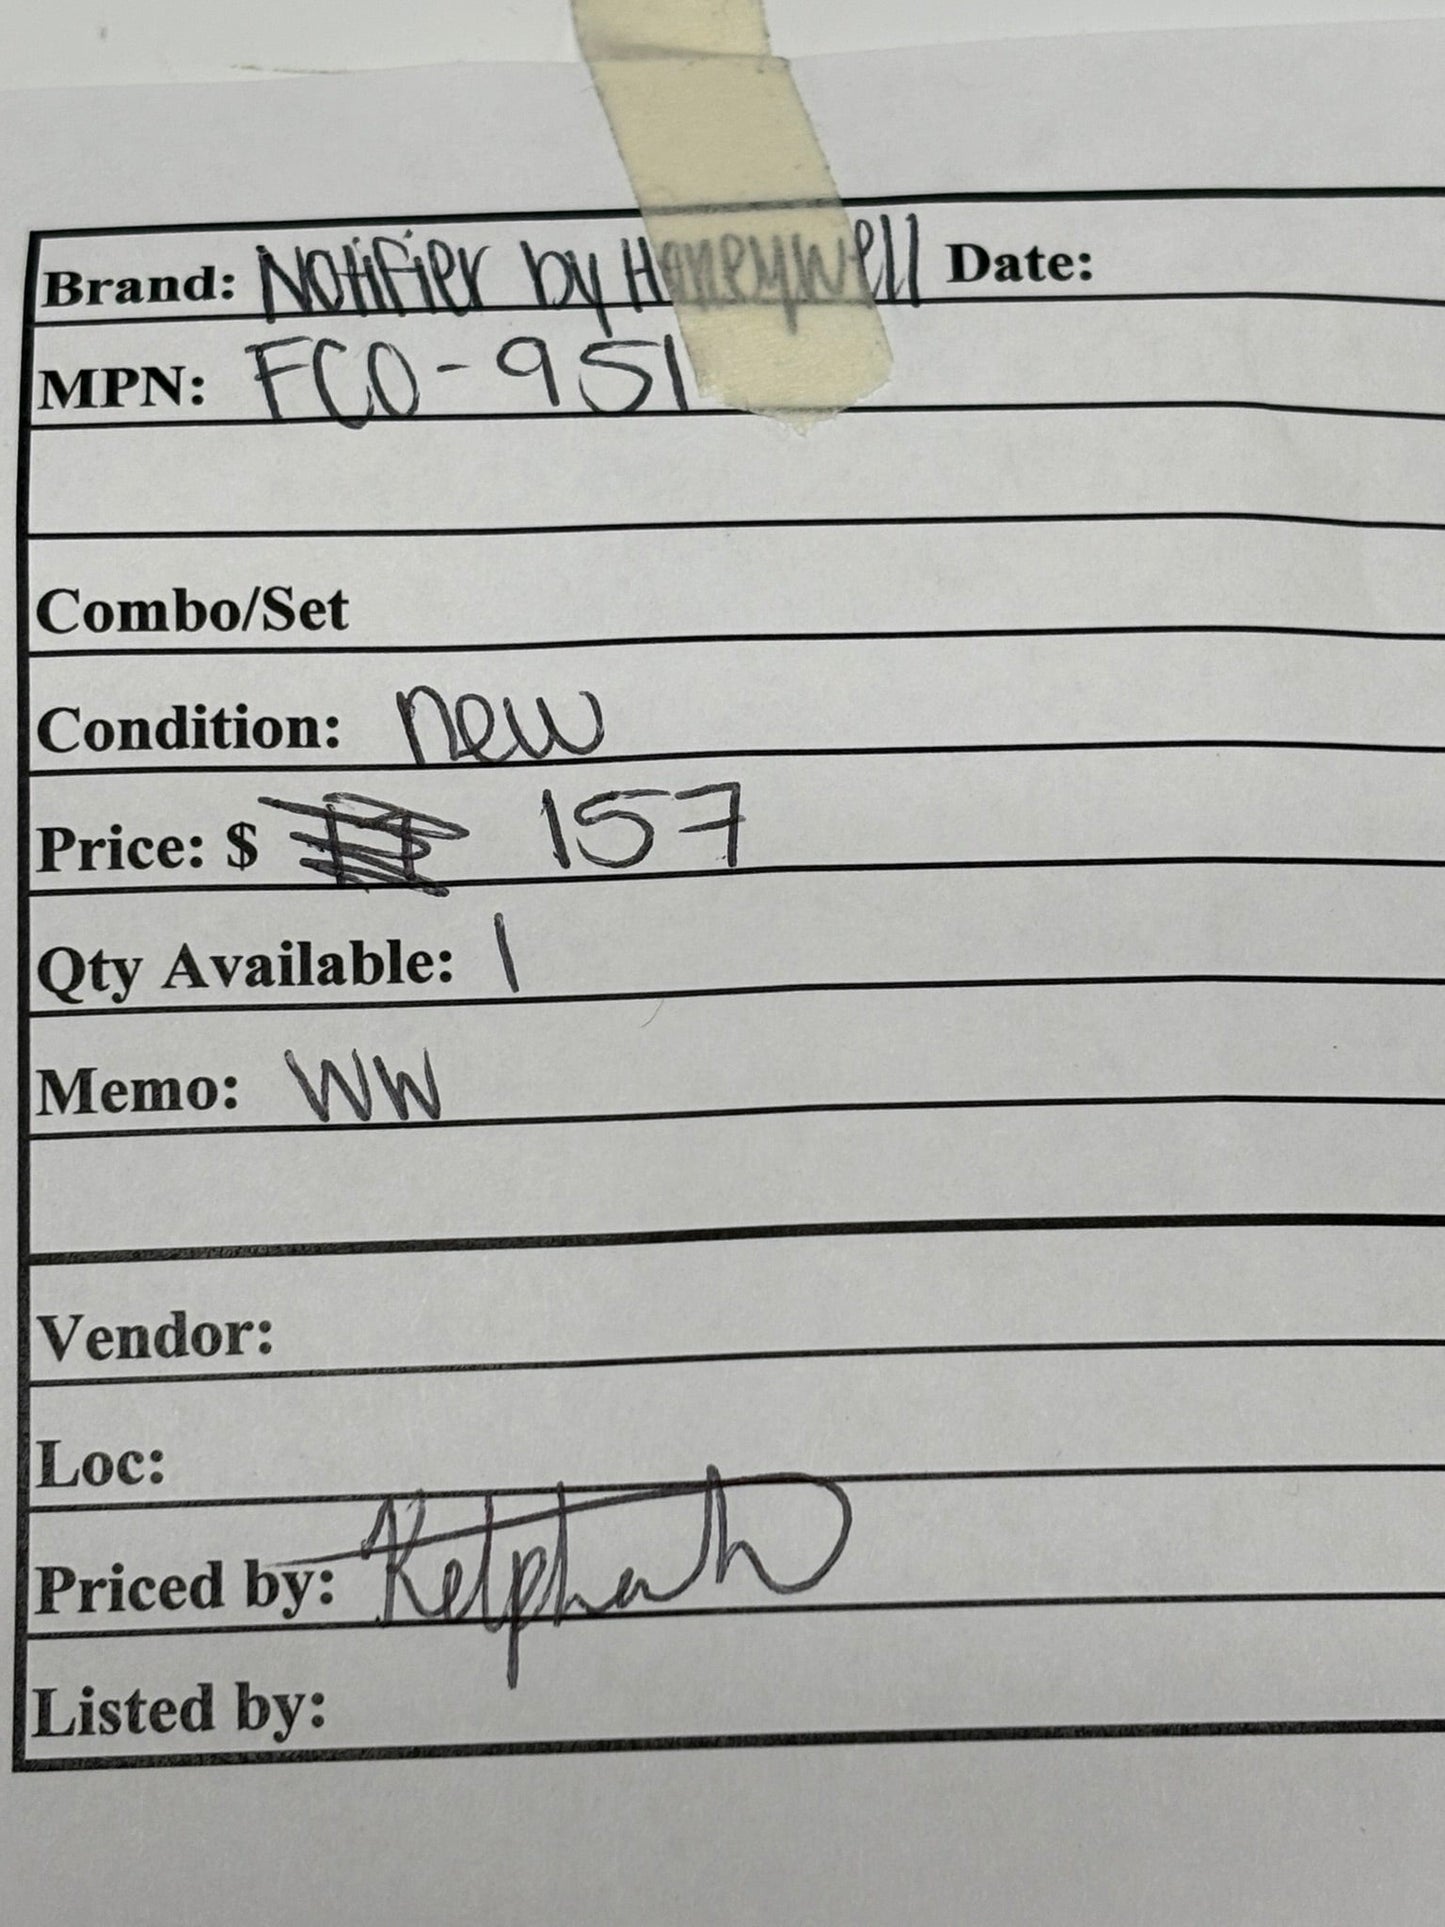 Brand: Notifier by Honeywell Date:
MPN: FCO-951
Combo/Set
Condition: new
Price: $ 157
Qty Available: 1
Memo: WW
Vendor:
Loc:
Priced by:
Listed by: